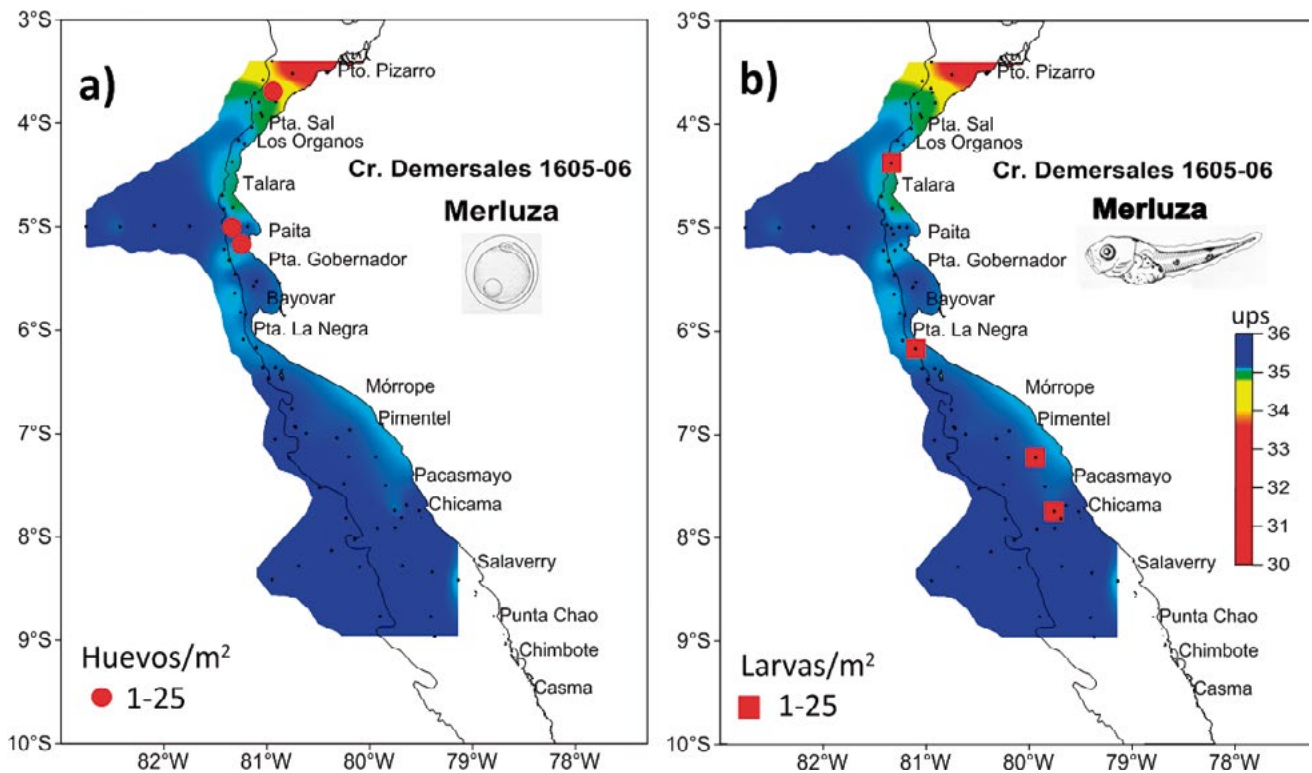 a)
3°S
4°S
5°S
6°S
7°S
8°S
9°S
10°S
Pto. Pizarro
Pta. Sal
Los Organos
Cr. Demersales 1605-06
Talara
Merluza
Paita
Pta. Gobernador
Bayovar
Pta. La Negra
Mórrope
Pimentel
Pacasmayo
Chicama
Salaverry
Punta Chao
Chimbote
Casma
Huevos/m²
1-25
82°W 81°W 80°W 79°W 78°W
b)
3°S
4°S
5°S
6°S
7°S
8°S
9°S
10°S
Pto. Pizarro
Pta. Sal
Los Organos
Cr. Demersales 1605-06
Talara
Merluza
Paita
Pta. Gobernador
Bayovar
Pta. La Negra
Mórrope
Pimentel
Pacasmayo
Chicama
Salaverry
Punta Chao
Chimbote
Casma
ups
36
35
34
33
32
31
30
Larvas/m²
1-25
82°W 81°W 80°W 79°W 78°W